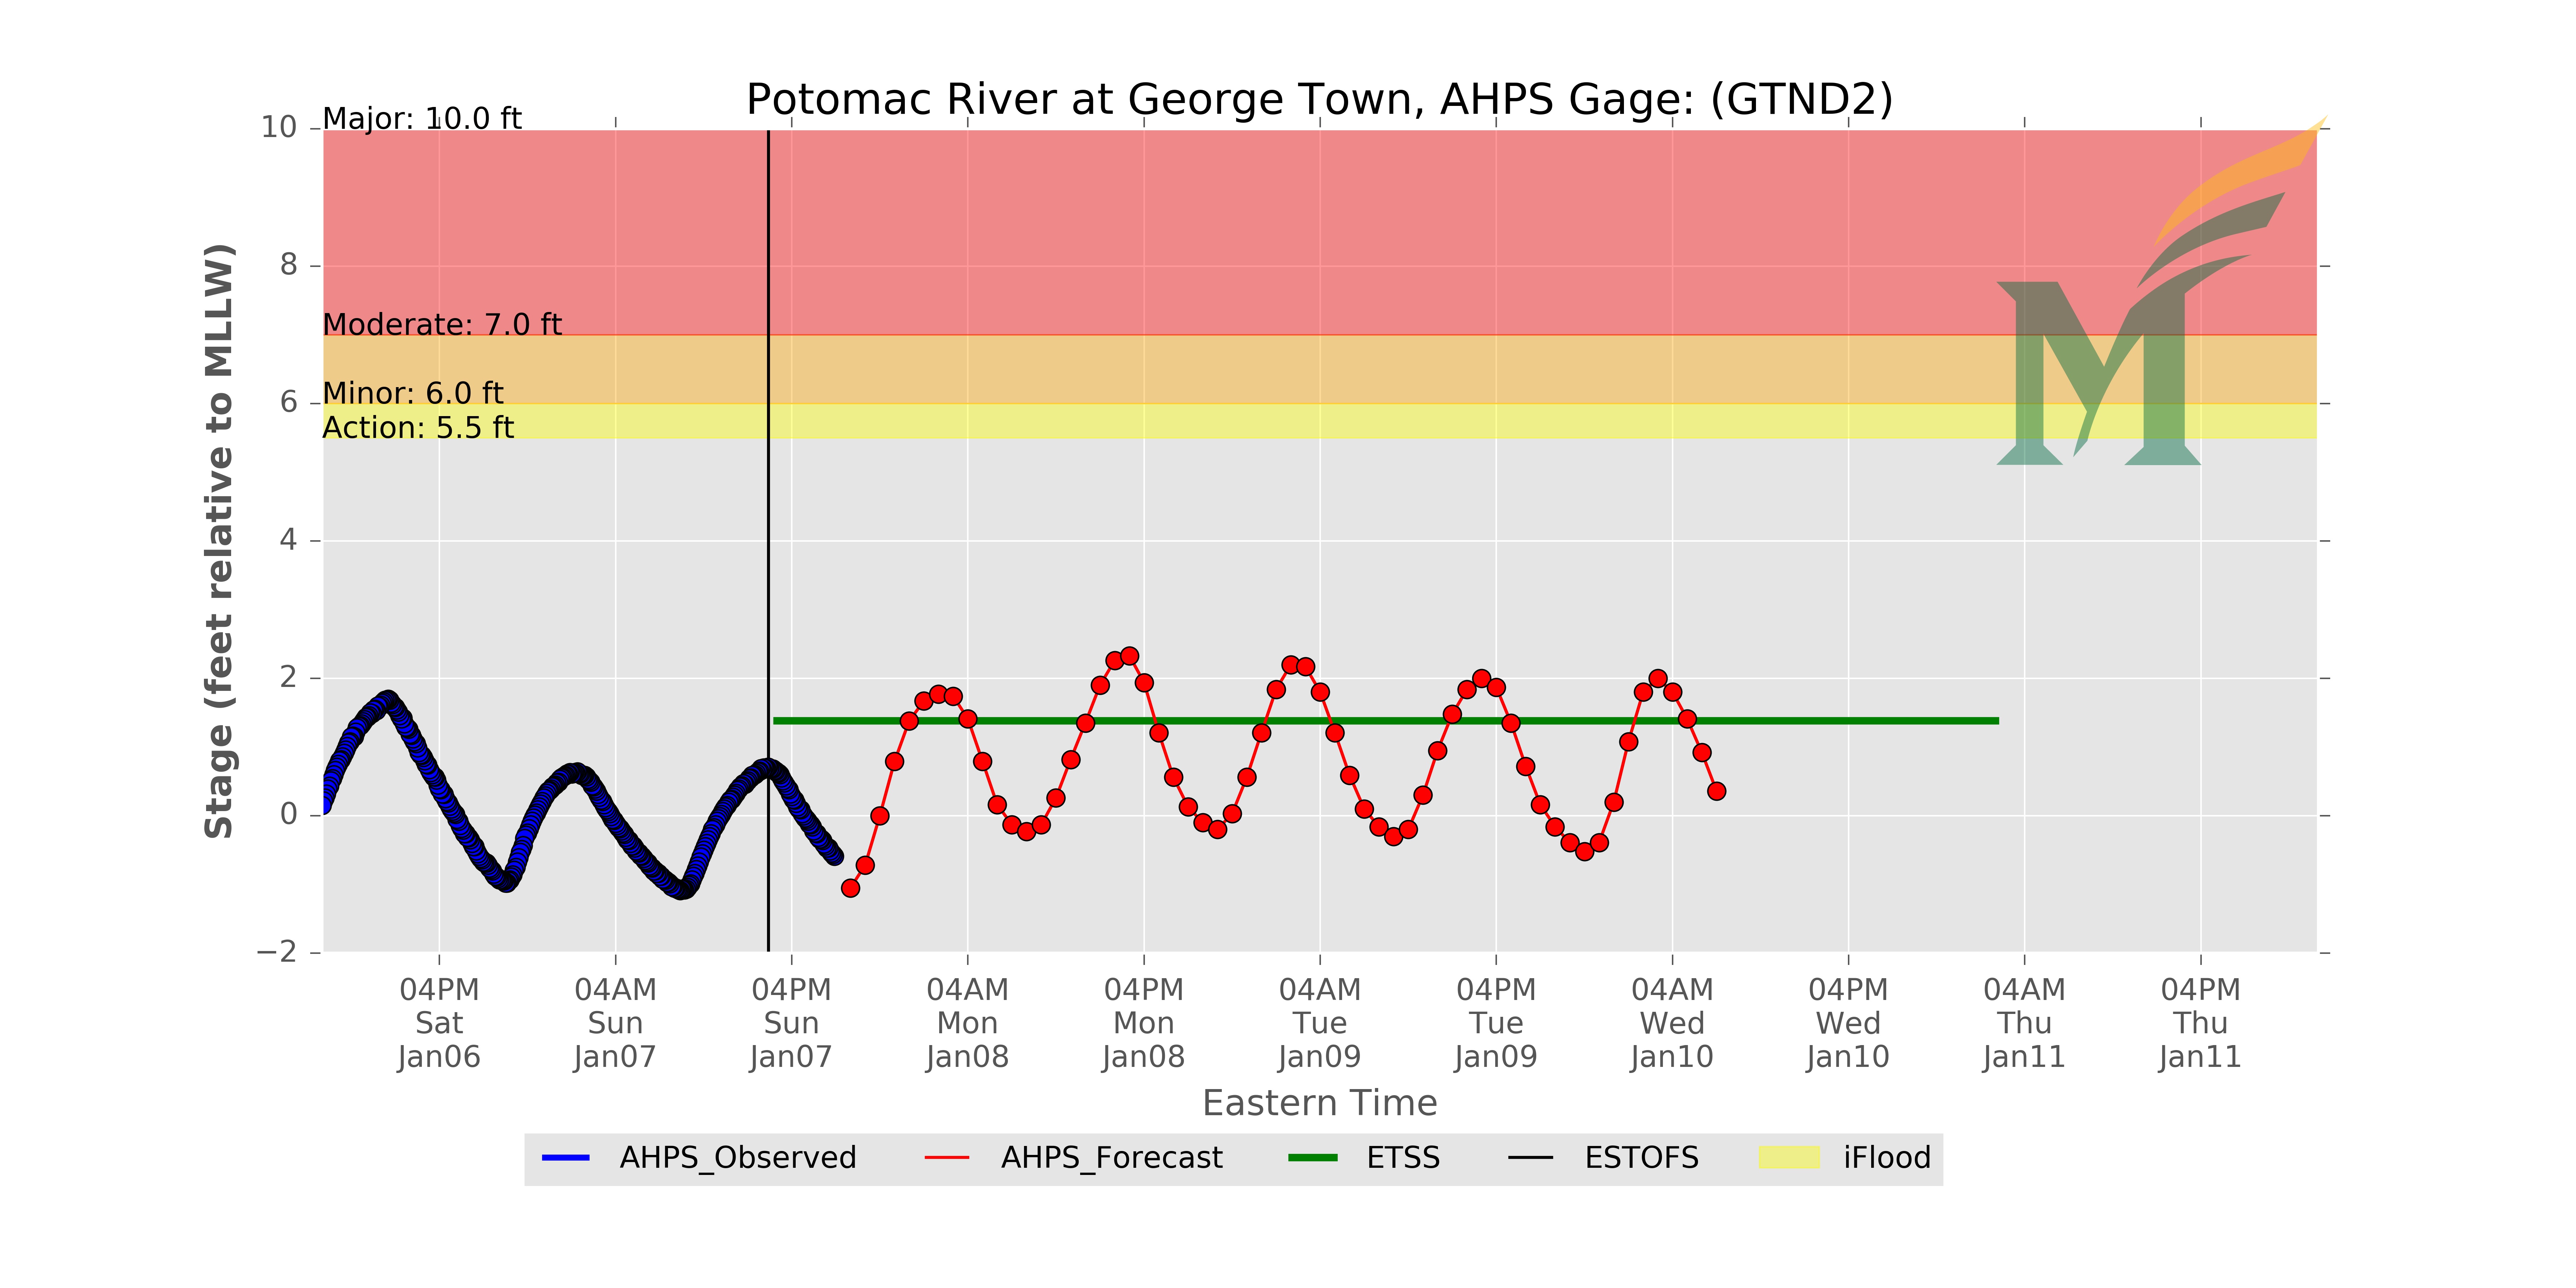 Potomac River at George Town, AHPS Gage: (GTND2)
Major: 10.0 ft
Moderate: 7.0 ft
Minor: 6.0 ft
Action: 5.5 ft
10
8
6
4
2
0
−2
Stage (feet relative to MLLW)
04PM Sat Jan06
04AM Sun Jan07
04PM Sun Jan07
04AM Mon Jan08
04PM Mon Jan08
04AM Tue Jan09
04PM Tue Jan09
04AM Wed Jan10
04PM Wed Jan10
04AM Thu Jan11
04PM Thu Jan11
Eastern Time
AHPS_Observed
AHPS_Forecast
ETSS
ESTOFS
iFlood
M